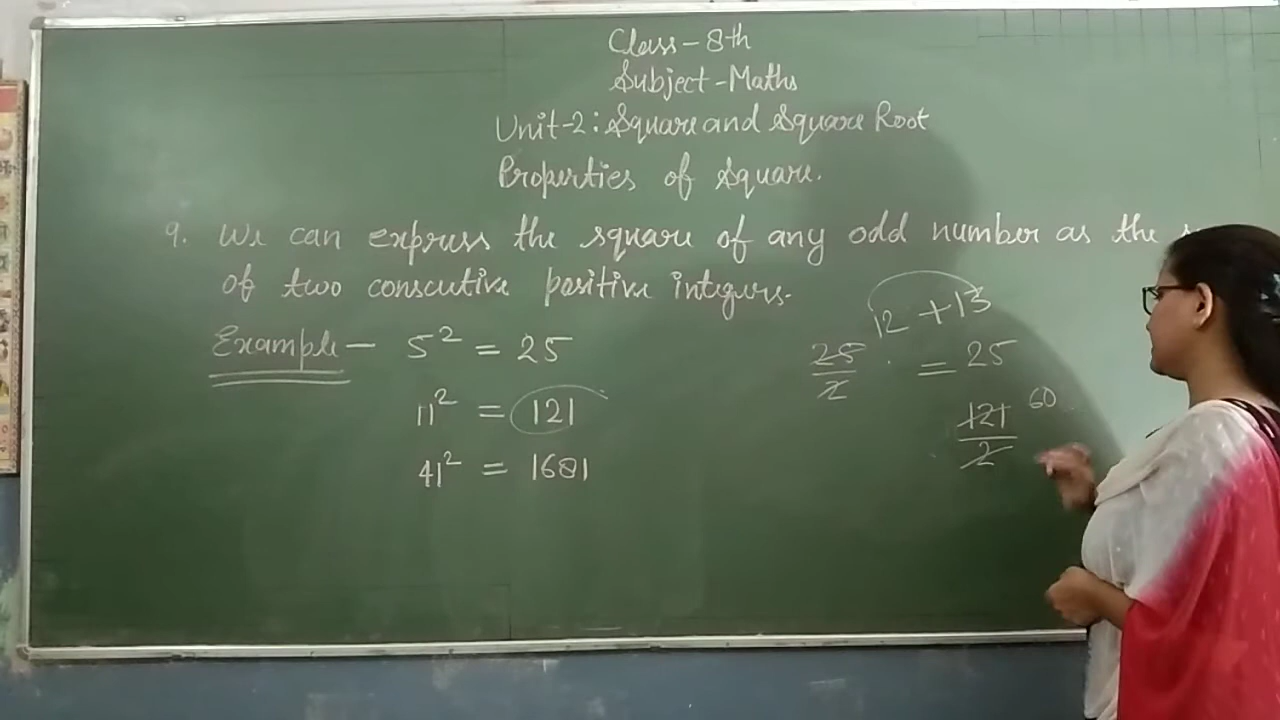 Class - 8th
Subject - Maths
Unit-2: Square and Square Root
Properties of Square.
9. We can express the square of any odd number as the
of two conscutive positive integers.
Example - 5² = 25
11² = 121
41² = 1681
12 + 13
25/2 = 25
121/2 60